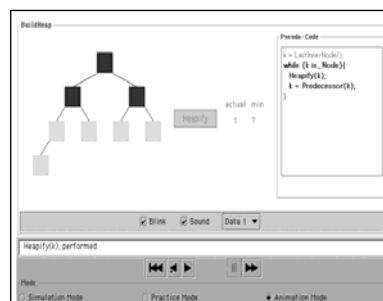 BuildHeap
Pseudo-Code
k = LastInnerNode();
while (k is_Node){
Heapify(k);
k = Predecessor(k);
}
actual min.
Heapify
1 7
Blink Sound Data 1
Heapify(k); performed
Mode
Simulation Mode Practice Mode Animation Mode